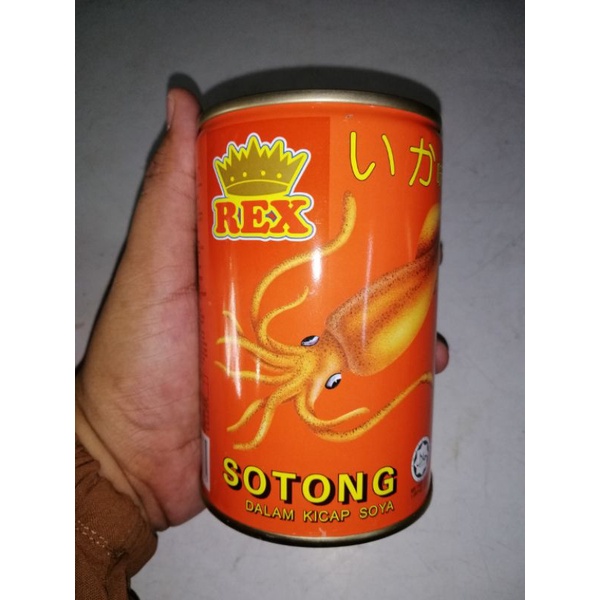 REX
いか
SOTONG
DALAM KICAP SOYA